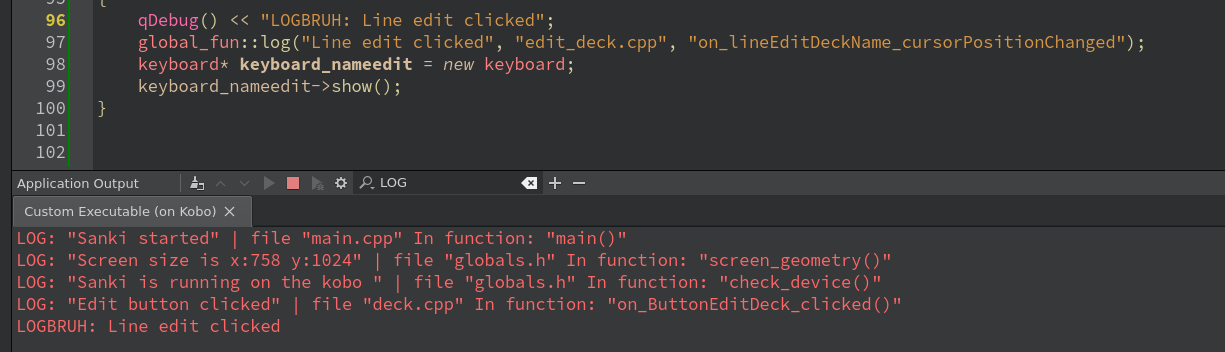 {
96 qDebug() << "LOGBRUH: Line edit clicked";
97 global_fun::log("Line edit clicked", "edit_deck.cpp", "on_lineEditDeckName_cursorPositionChanged");
98 keyboard* keyboard_nameedit = new keyboard;
99 keyboard_nameedit->show();
100 }
101
102
Application Output LOG
Custom Executable (on Kobo)
LOG: "Sanki started" | file "main.cpp" In function: "main()"
LOG: "Screen size is x:758 y:1024" | file "globals.h" In function: "screen_geometry()"
LOG: "Sanki is running on the kobo " | file "globals.h" In function: "check_device()"
LOG: "Edit button clicked" | file "deck.cpp" In function: "on_ButtonEditDeck_clicked()"
LOGBRUH: Line edit clicked